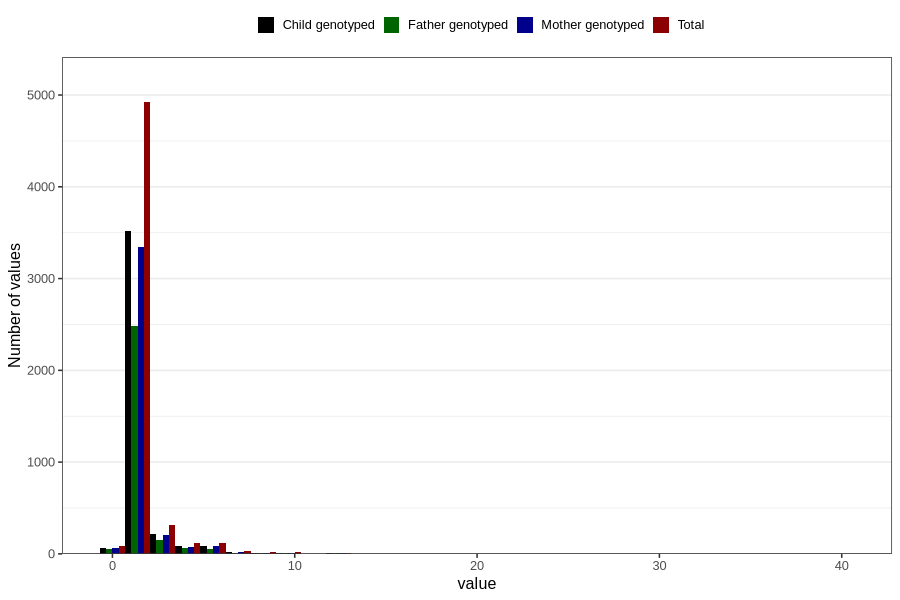 Child genotyped Father genotyped Mother genotyped Total
Number of values
5000
4000
3000
2000
1000
0
0 10 20 30 40
value